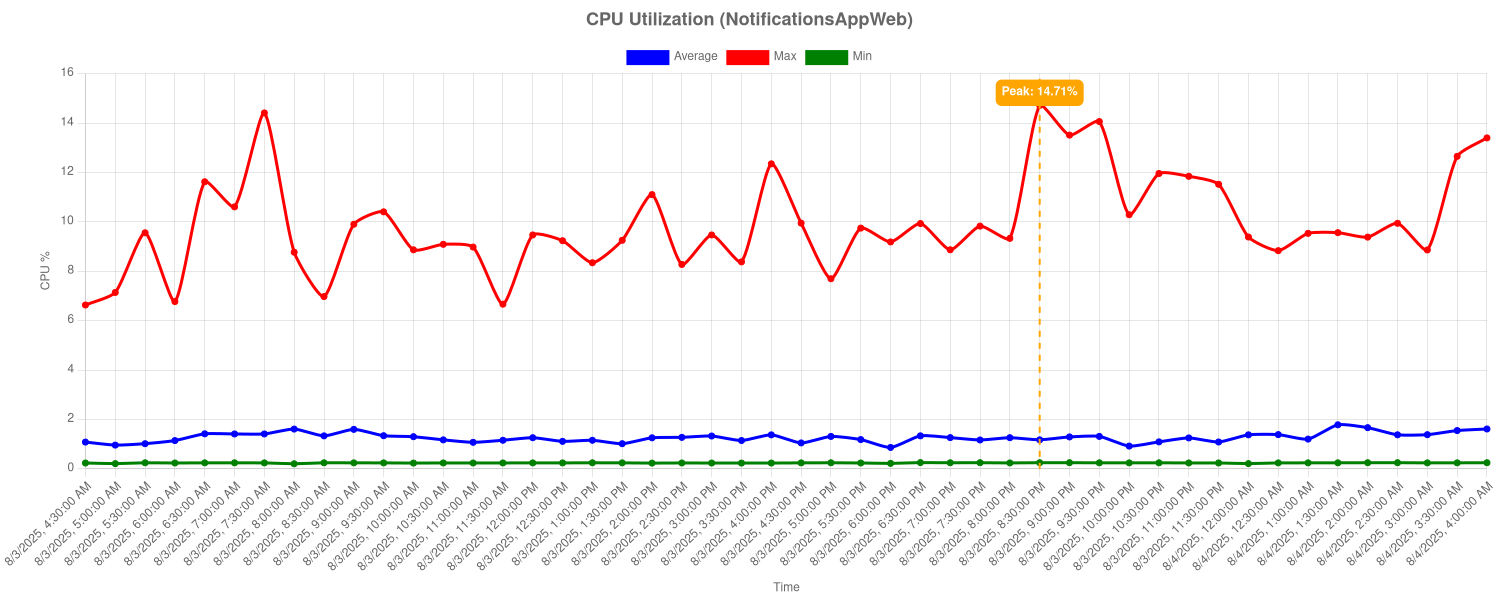 CPU Utilization (NotificationsAppWeb)
Average Max Min
16
14
12
10
8
6
4
2
0
CPU %
Peak: 14.71%
8/3/2025, 4:30:00 AM
8/3/2025, 5:00:00 AM
8/3/2025, 5:30:00 AM
8/3/2025, 6:00:00 AM
8/3/2025, 6:30:00 AM
8/3/2025, 7:00:00 AM
8/3/2025, 7:30:00 AM
8/3/2025, 8:00:00 AM
8/3/2025, 8:30:00 AM
8/3/2025, 9:00:00 AM
8/3/2025, 9:30:00 AM
8/3/2025, 10:00:00 AM
8/3/2025, 10:30:00 AM
8/3/2025, 11:00:00 AM
8/3/2025, 11:30:00 AM
8/3/2025, 12:00:00 PM
8/3/2025, 12:30:00 PM
8/3/2025, 1:00:00 PM
8/3/2025, 1:30:00 PM
8/3/2025, 2:00:00 PM
8/3/2025, 2:30:00 PM
8/3/2025, 3:00:00 PM
8/3/2025, 3:30:00 PM
8/3/2025, 4:00:00 PM
8/3/2025, 4:30:00 PM
8/3/2025, 5:00:00 PM
8/3/2025, 5:30:00 PM
8/3/2025, 6:00:00 PM
8/3/2025, 6:30:00 PM
8/3/2025, 7:00:00 PM
8/3/2025, 7:30:00 PM
8/3/2025, 8:00:00 PM
8/3/2025, 8:30:00 PM
8/3/2025, 9:00:00 PM
8/3/2025, 9:30:00 PM
8/3/2025, 10:00:00 PM
8/3/2025, 10:30:00 PM
8/3/2025, 11:00:00 PM
8/3/2025, 11:30:00 PM
8/4/2025, 12:00:00 AM
8/4/2025, 12:30:00 AM
8/4/2025, 1:00:00 AM
8/4/2025, 1:30:00 AM
8/4/2025, 2:00:00 AM
8/4/2025, 2:30:00 AM
8/4/2025, 3:00:00 AM
8/4/2025, 3:30:00 AM
8/4/2025, 4:00:00 AM
Time